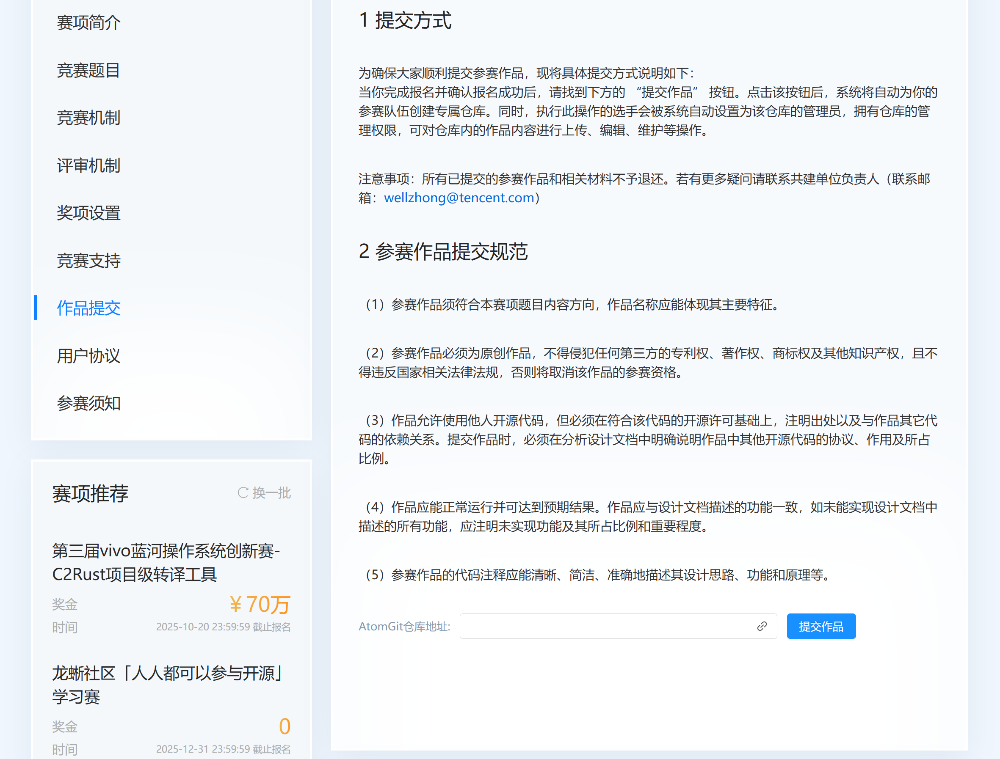 赛项简介
竞赛题目
竞赛机制
评审机制
奖项设置
竞赛支持
作品提交
用户协议
参赛须知
赛项推荐
换一批
第三届vivo蓝河操作系统创新赛-
C2Rust项目级转译工具
奖金
¥ 70万
时间
2025-10-20 23:59:59 截止报名
龙蜥社区「人人都可以参与开源」
学习赛
奖金
0
时间
2025-12-31 23:59:59 截止报名
1 提交方式
为确保大家顺利提交参赛作品，现将具体提交方式说明如下：
当你完成报名并确认报名成功后，请找到下方的 “提交作品” 按钮。点击该按钮后，系统将自动为你的
参赛队伍创建专属仓库。同时，执行此操作的选手会被系统自动设置为该仓库的管理员，拥有仓库的管
理权限，可对仓库内的作品内容进行上传、编辑、维护等操作。
注意事项：所有已提交的参赛作品和相关材料不予退还。若有更多疑问请联系共建单位负责人（联系邮
箱：wellzhong@tencent.com）
2 参赛作品提交规范
（1）参赛作品须符合本赛项题目内容方向，作品名称应能体现其主要特征。
（2）参赛作品必须为原创作品，不得侵犯任何第三方的专利权、著作权、商标权及其他知识产权，且不
得违反国家相关法律法规，否则将取消该作品的参赛资格。
（3）作品允许使用他人开源代码，但必须在符合该代码的开源许可基础上，注明出处以及与作品其它代
码的依赖关系。提交作品时，必须在分析设计文档中明确说明作品中其他开源代码的协议、作用及所占
比例。
（4）作品应能正常运行并可达到预期结果。作品应与设计文档描述的功能一致，如未能实现设计文档中
描述的所有功能，应注明未实现功能及其所占比例和重要程度。
（5）参赛作品的代码注释应能清晰、简洁、准确地描述其设计思路、功能和原理等。
AtomGit仓库地址:
提交作品